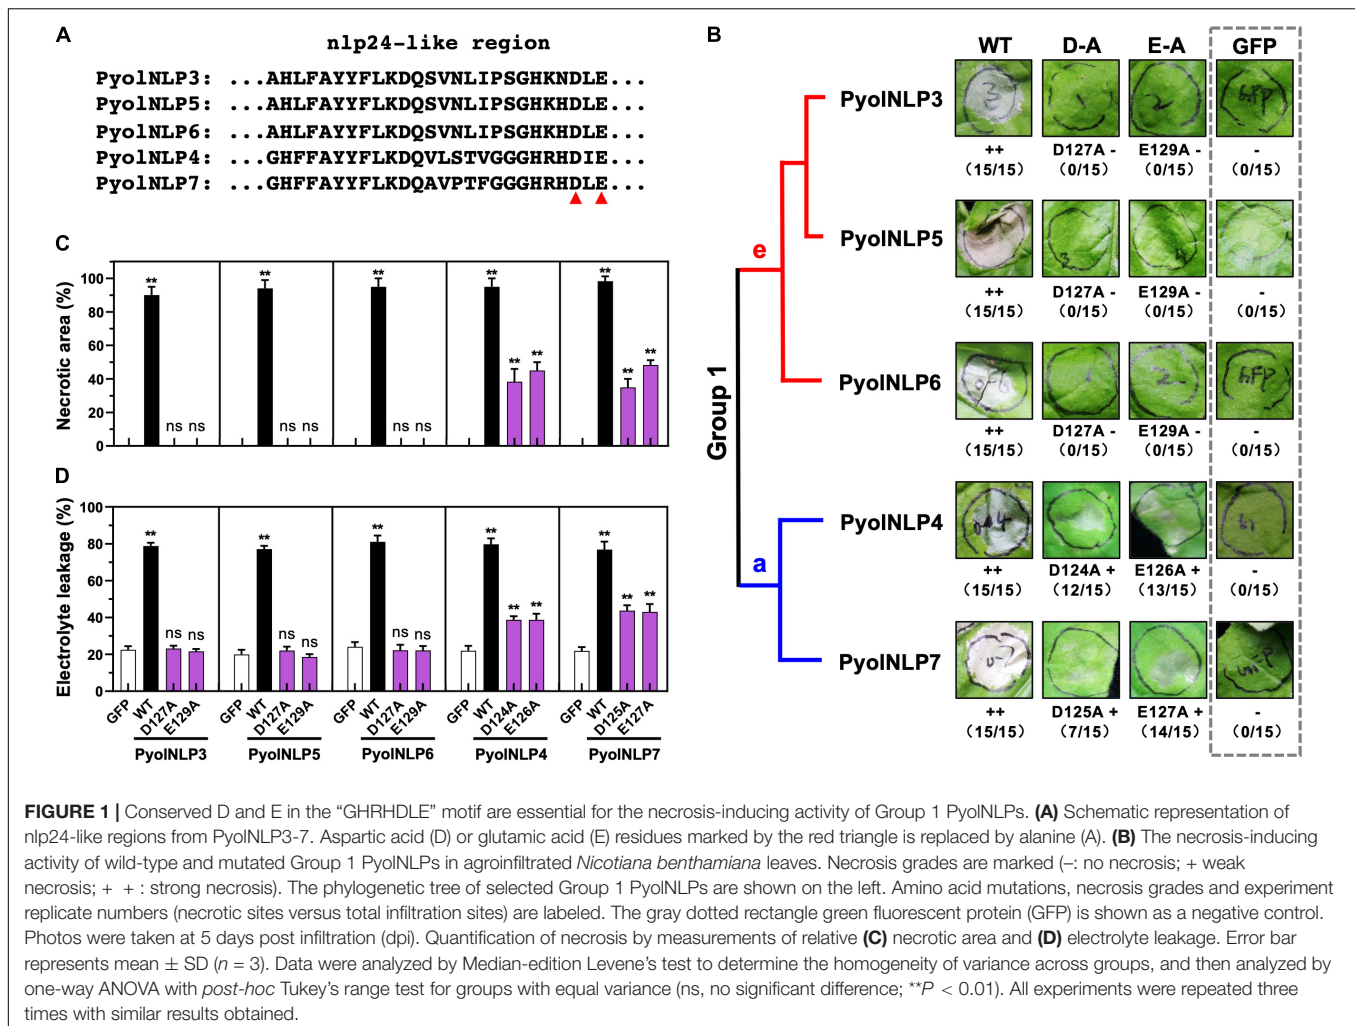 A
nlp24-like region
PyolNLP3: ...AHLFAYYFLKDQSVNLIPSGHKNDLE...
PyolNLP5: ...AHLFAYYFLKDQSVNLIPSGHKHDLE...
PyolNLP6: ...AHLFAYYFLKDQSVNLIPSGHKHDLE...
PyolNLP4: ...GHFFAYYFLKDQVLSTVGGGHRHDIE...
PyolNLP7: ...GHFFAYYFLKDQAVPTFGGGHRHDLE...
B
WT D-A E-A GFP
PyolNLP3
3 1 2 GFP
++ D127A - E129A - -
(15/15) (0/15) (0/15) (0/15)
PyolNLP5
3 4
++ D127A - E129A - -
(15/15) (0/15) (0/15) (0/15)
PyolNLP6
1 2 GFP
++ D127A - E129A - -
(15/15) (0/15) (0/15) (0/15)
PyolNLP4
++ D124A + E126A + -
(15/15) (12/15) (13/15) (0/15)
PyolNLP7
++ D125A + E127A + -
(15/15) (7/15) (14/15) (0/15)
Group 1
e
a
C
Necrotic area (%)
100
80
60
40
20
0
** ns ns ** ns ns ** ns ns ** ** ** ** ** **
D
Electrolyte leakage (%)
100
80
60
40
20
0
** ns ns ** ns ns ** ns ns ** ** ** ** ** **
GFP WT D127A E129A GFP WT D127A E129A GFP WT D127A E129A GFP WT D124A E126A GFP WT D125A E127A
PyolNLP3 PyolNLP5 PyolNLP6 PyolNLP4 PyolNLP7
FIGURE 1 | Conserved D and E in the “GHRHDLE” motif are essential for the necrosis-inducing activity of Group 1 PyolNLPs. (A) Schematic representation of
nlp24-like regions from PyolNLP3-7. Aspartic acid (D) or glutamic acid (E) residues marked by the red triangle is replaced by alanine (A). (B) The necrosis-inducing
activity of wild-type and mutated Group 1 PyolNLPs in agroinfiltrated Nicotiana benthamiana leaves. Necrosis grades are marked (–: no necrosis; + weak
necrosis; + + : strong necrosis). The phylogenetic tree of selected Group 1 PyolNLPs are shown on the left. Amino acid mutations, necrosis grades and experiment
replicate numbers (necrotic sites versus total infiltration sites) are labeled. The gray dotted rectangle green fluorescent protein (GFP) is shown as a negative control.
Photos were taken at 5 days post infiltration (dpi). Quantification of necrosis by measurements of relative (C) necrotic area and (D) electrolyte leakage. Error bar
represents mean ± SD (n = 3). Data were analyzed by Median-edition Levene’s test to determine the homogeneity of variance across groups, and then analyzed by
one-way ANOVA with post-hoc Tukey’s range test for groups with equal variance (ns, no significant difference; **P < 0.01). All experiments were repeated three
times with similar results obtained.